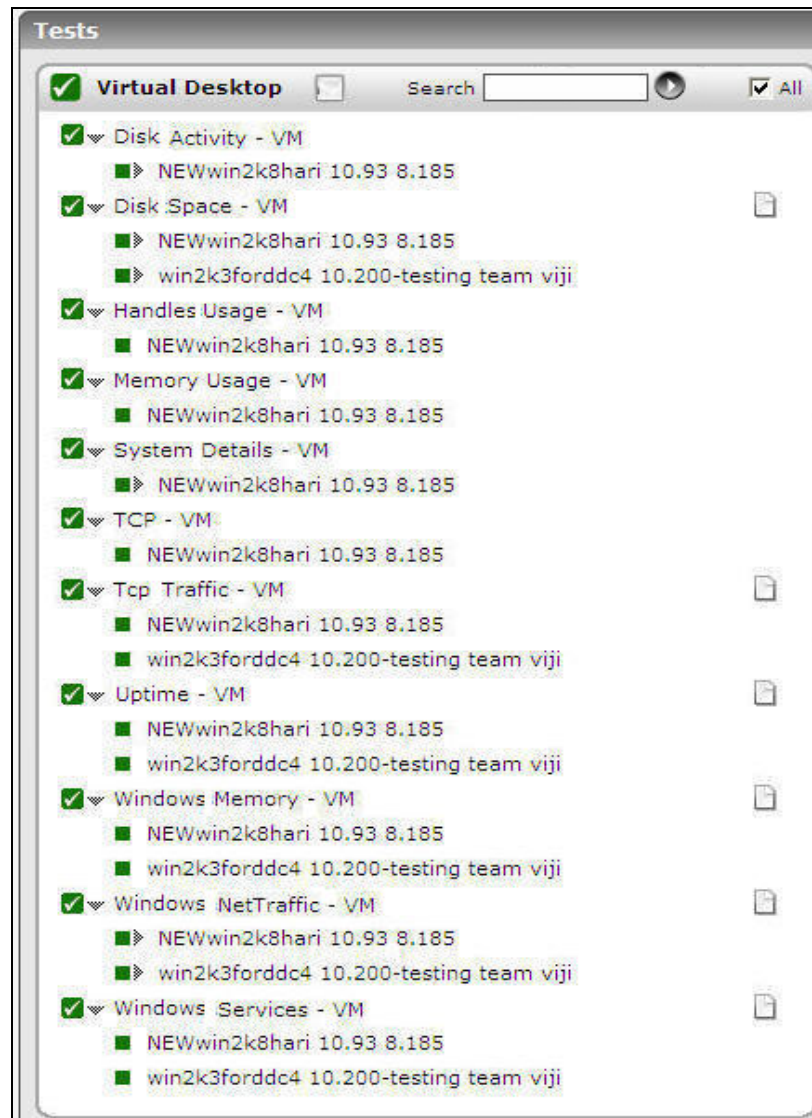 Tests
Virtual Desktop Search All
Disk Activity - VM
NEWwin2k8hari 10.93 8.185
Disk Space - VM
NEWwin2k8hari 10.93 8.185
win2k3forddc4 10.200-testing team viji
Handles Usage - VM
NEWwin2k8hari 10.93 8.185
Memory Usage - VM
NEWwin2k8hari 10.93 8.185
System Details - VM
NEWwin2k8hari 10.93 8.185
TCP - VM
NEWwin2k8hari 10.93 8.185
Tcp Traffic - VM
NEWwin2k8hari 10.93 8.185
win2k3forddc4 10.200-testing team viji
Uptime - VM
NEWwin2k8hari 10.93 8.185
win2k3forddc4 10.200-testing team viji
Windows Memory - VM
NEWwin2k8hari 10.93 8.185
win2k3forddc4 10.200-testing team viji
Windows NetTraffic - VM
NEWwin2k8hari 10.93 8.185
win2k3forddc4 10.200-testing team viji
Windows Services - VM
NEWwin2k8hari 10.93 8.185
win2k3forddc4 10.200-testing team viji